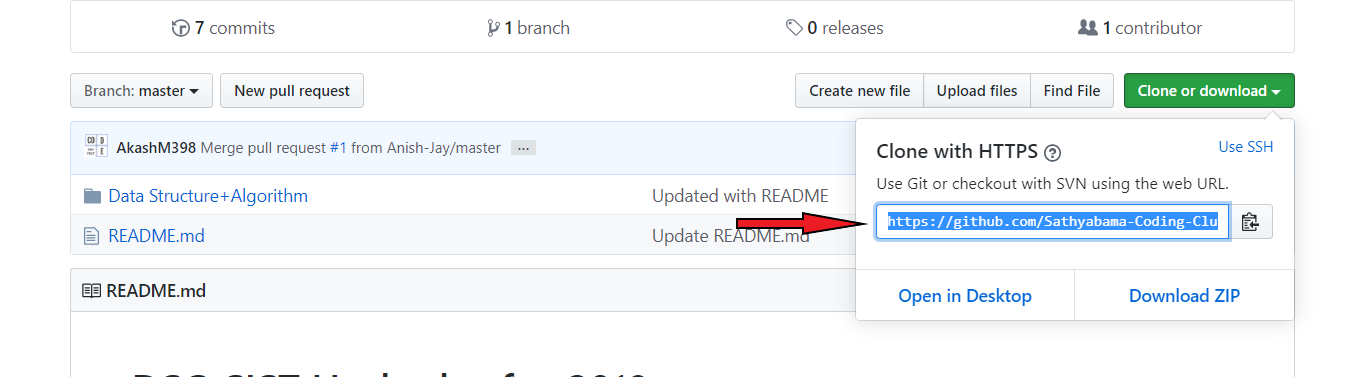 7 commits
1 branch
0 releases
1 contributor
Branch: master
New pull request
Create new file
Upload files
Find File
Clone or download
AkashM398 Merge pull request #1 from Anish-Jay/master
...
Data Structure+Algorithm
Updated with README
README.md
Update README.md
Clone with HTTPS
Use SSH
Use Git or checkout with SVN using the web URL.
https://github.com/Sathyabama-Coding-Clu
Open in Desktop
Download ZIP
README.md